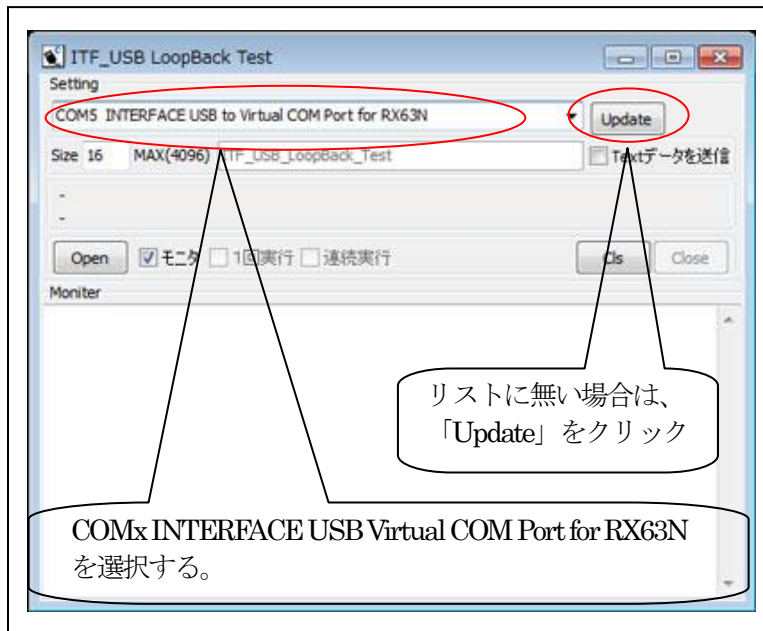 ITF_USB LoopBack Test
Setting
COM5 INTERFACE USB to Virtual COM Port for RX63N
Update
Size 16 MAX(4096) ITF_USB_LoopBack_Test Textデータを送信
-
-
Open モニタ 1回実行 連続実行 Cls Close
Moniter
リストに無い場合は、
「Update」をクリック
COMx INTERFACE USB Virtual COM Port for RX63N
を選択する。